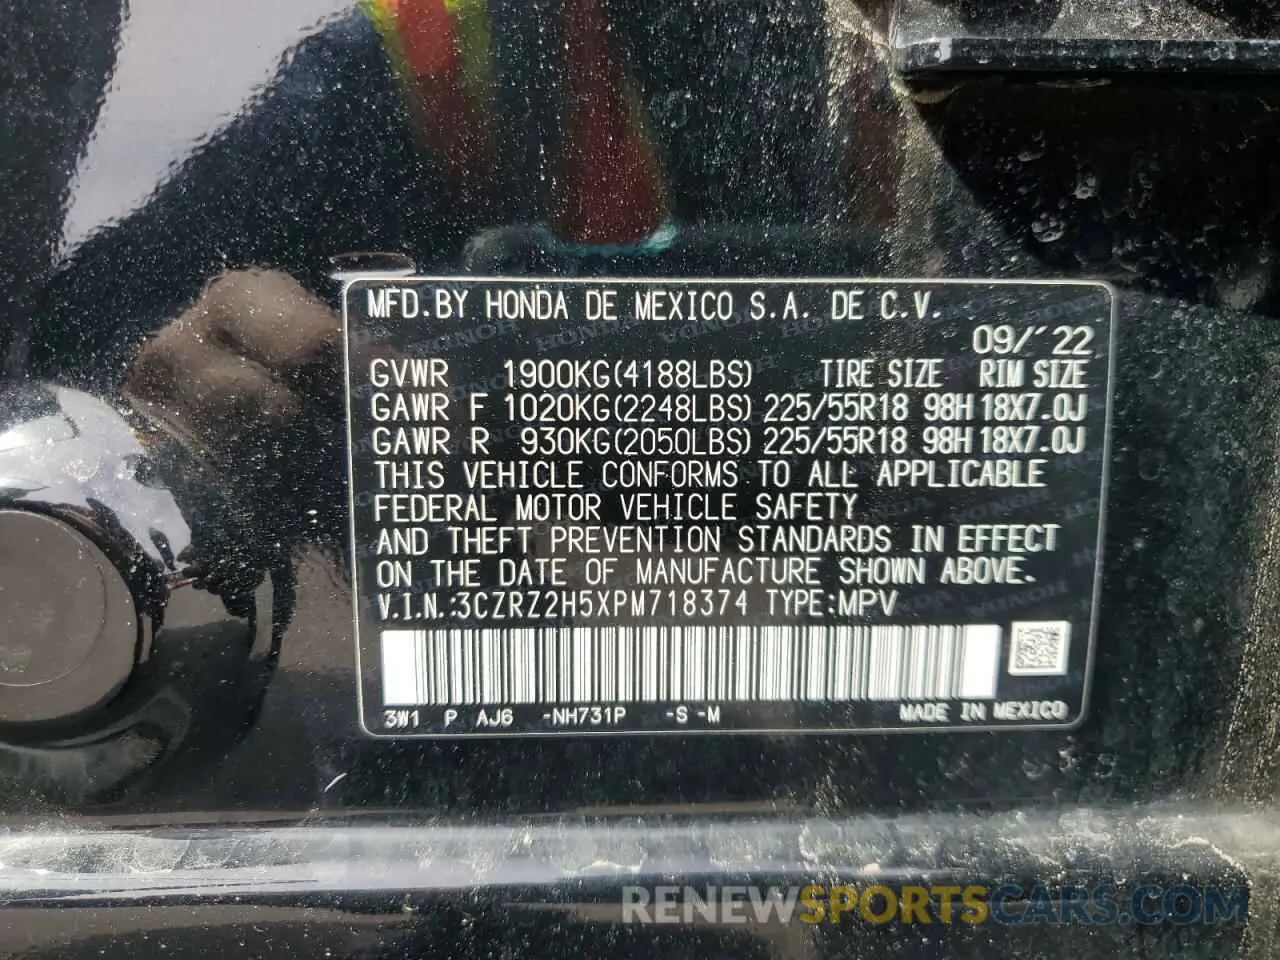 MFD.BY HONDA DE MEXICO S.A. DE C.V.
09/'22
GVWR 1900KG(4188LBS) TIRE SIZE RIM SIZE
GAWR F 1020KG(2248LBS) 225/55R18 98H 18X7.0J
GAWR R 930KG(2050LBS) 225/55R18 98H 18X7.0J
THIS VEHICLE CONFORMS TO ALL APPLICABLE
FEDERAL MOTOR VEHICLE SAFETY
AND THEFT PREVENTION STANDARDS IN EFFECT
ON THE DATE OF MANUFACTURE SHOWN ABOVE.
V.I.N.:3CZRZ2H5XPM718374 TYPE:MPV
3W1 P AJ6 -NH731P -S -M MADE IN MEXICO
RENEWSPORTSCARS.COM